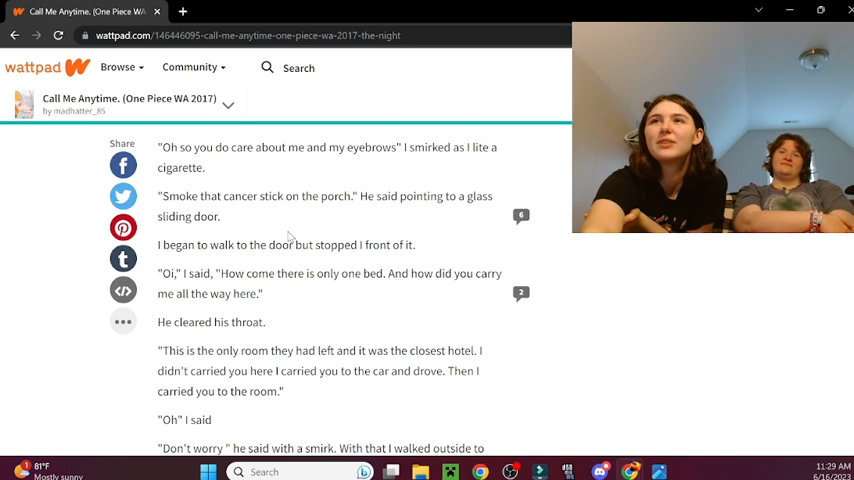 Call Me Anytime. (One Piece WA
wattpad.com/146446095-call-me-anytime-one-piece-wa-2017-the-night
wattpad
Browse
Community
Search
Call Me Anytime. (One Piece WA 2017)
by madhatter_85
Share
"Oh so you do care about me and my eyebrows" I smirked as I lite a
cigarette.
"Smoke that cancer stick on the porch." He said pointing to a glass
sliding door.
6
I began to walk to the door but stopped I front of it.
"Oi," I said, "How come there is only one bed. And how did you carry
me all the way here."
2
He cleared his throat.
"This is the only room they had left and it was the closest hotel. I
didn't carried you here I carried you to the car and drove. Then I
carried you to the room."
"Oh" I said
"Don't worry " he said with a smirk. With that I walked outside to
1
81°F
Mostly sunny
Search
11:29 AM
6/16/2023